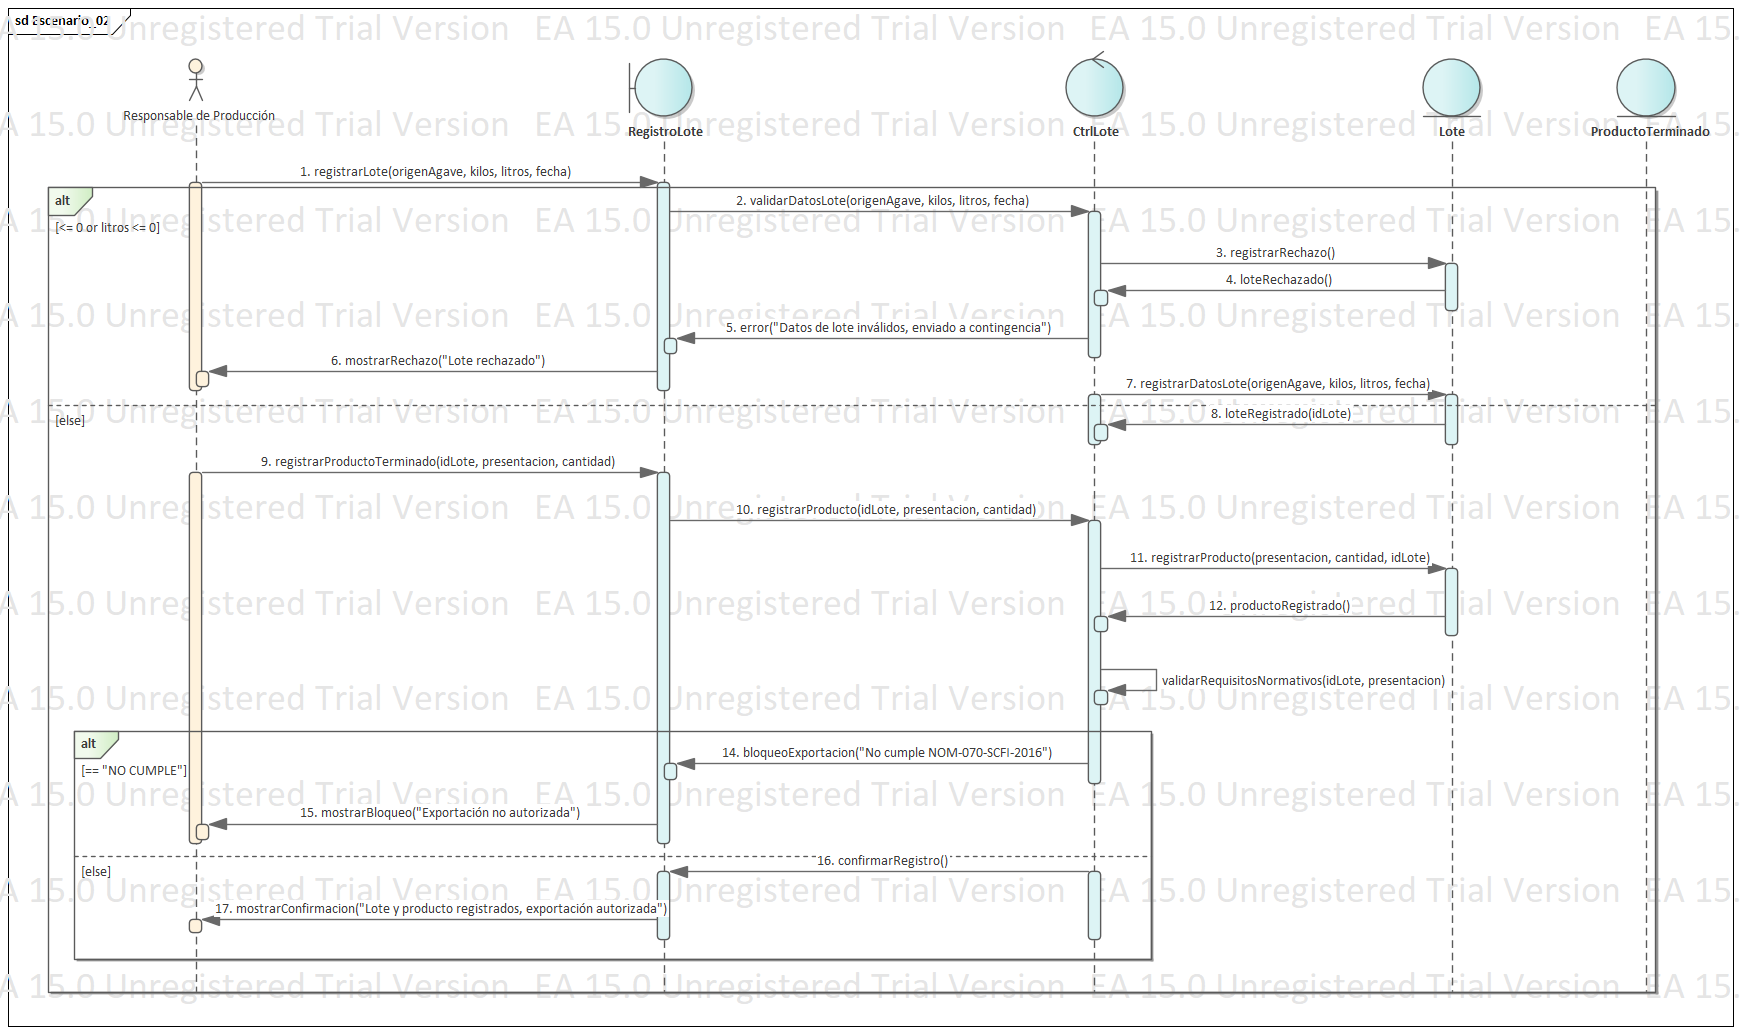 sd Escenario_02
EA 15.0 Unregistered Trial Version
Responsable de Producción
RegistroLote
CtrlLote
Lote
ProductoTerminado
1. registrarLote(origenAgave, kilos, litros, fecha)
alt
2. validarDatosLote(origenAgave, kilos, litros, fecha)
[<= 0 or litros <= 0]
3. registrarRechazo()
4. loteRechazado()
5. error("Datos de lote inválidos, enviado a contingencia")
6. mostrarRechazo("Lote rechazado")
7. registrarDatosLote(origenAgave, kilos, litros, fecha)
8. loteRegistrado(idLote)
[else]
9. registrarProductoTerminado(idLote, presentacion, cantidad)
10. registrarProducto(idLote, presentacion, cantidad)
11. registrarProducto(presentacion, cantidad, idLote)
12. productoRegistrado()
validarRequisitosNormativos(idLote, presentacion)
alt
14. bloqueoExportacion("No cumple NOM-070-SCFI-2016")
[== "NO CUMPLE"]
15. mostrarBloqueo("Exportación no autorizada")
16. confirmarRegistro()
[else]
17. mostrarConfirmacion("Lote y producto registrados, exportación autorizada")